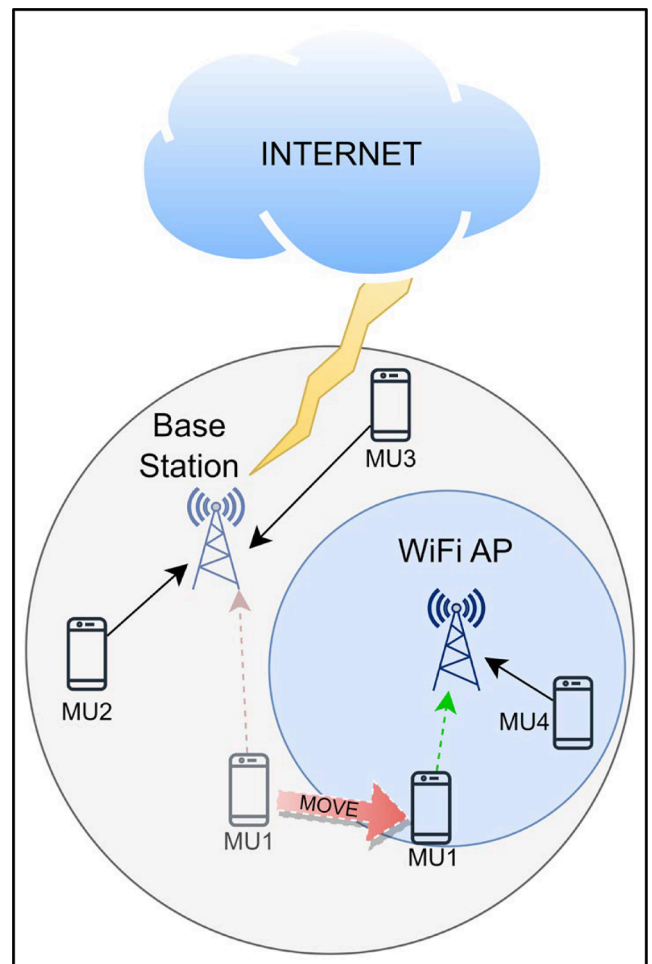 INTERNET
Base
Station
MU3
WiFi AP
MU2
MU4
MU1
MOVE
MU1